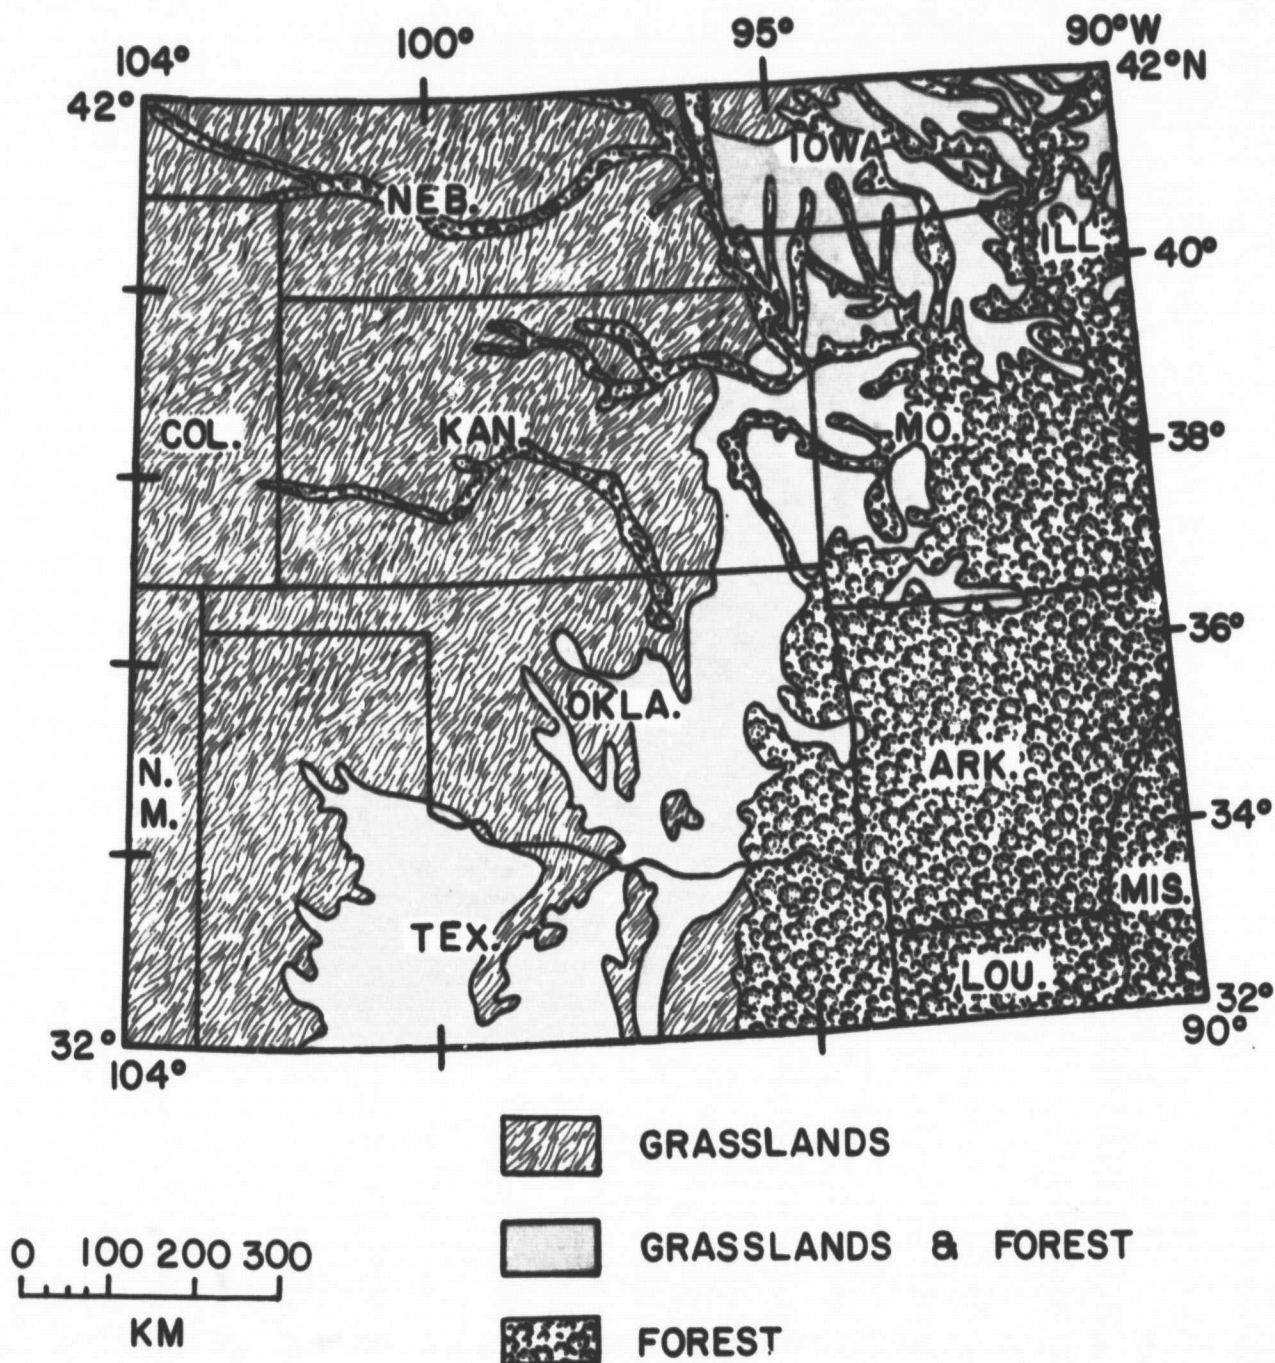 104° 100° 95° 90°W
42° 42°N
IOWA
NEB.
ILL.
40°
COL. KAN. MO. 38°
36°
OKLA.
N. M. ARK.
34°
MIS.
TEX. LOU.
32° 32°
104° 90°
GRASSLANDS
GRASSLANDS & FOREST
0 100 200 300
KM
FOREST